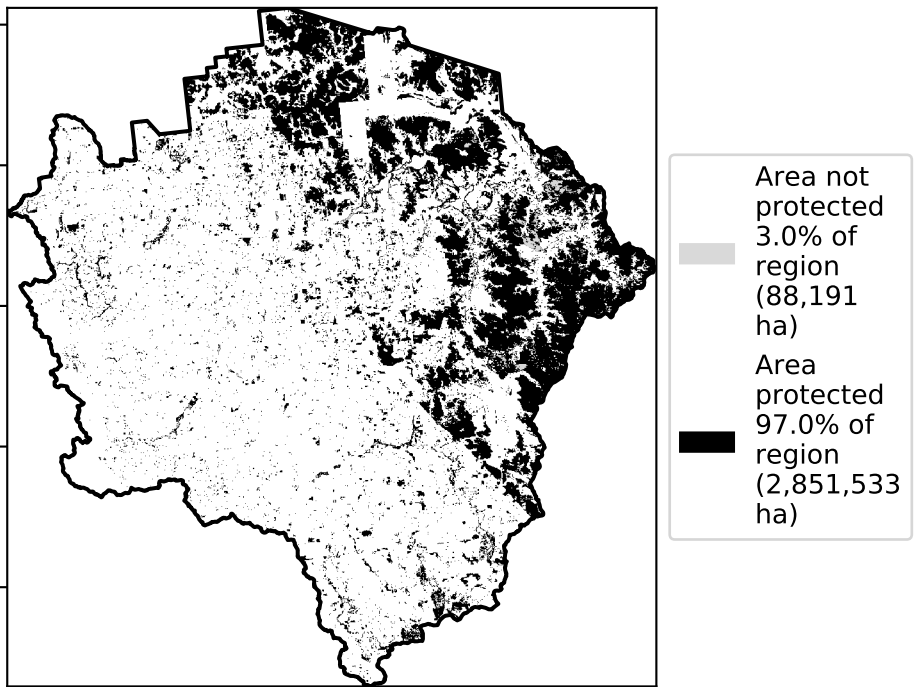 Area not
protected
3.0% of
region
(88,191
ha)
Area
protected
97.0% of
region
(2,851,533
ha)